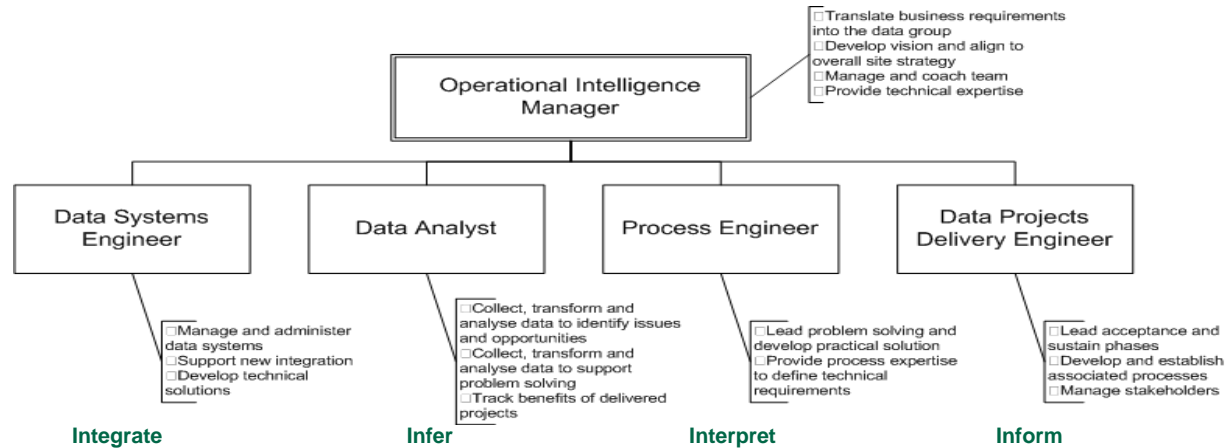 □Translate business requirements
into the data group
□Develop vision and align to
overall site strategy
□Manage and coach team
□Provide technical expertise
Operational Intelligence
Manager
Data Systems
Engineer
Data Analyst
Process Engineer
Data Projects
Delivery Engineer
□Manage and administer
data systems
□Support new integration
□Develop technical
solutions
□Collect, transform and
analyse data to identify issues
and opportunities
□Collect, transform and
analyse data to support
problem solving
□Track benefits of delivered
projects
□Lead problem solving and
develop practical solution
□Provide process expertise
to define technical
requirements
□Lead acceptance and
sustain phases
□Develop and establish
associated processes
□Manage stakeholders
Integrate
Infer
Interpret
Inform